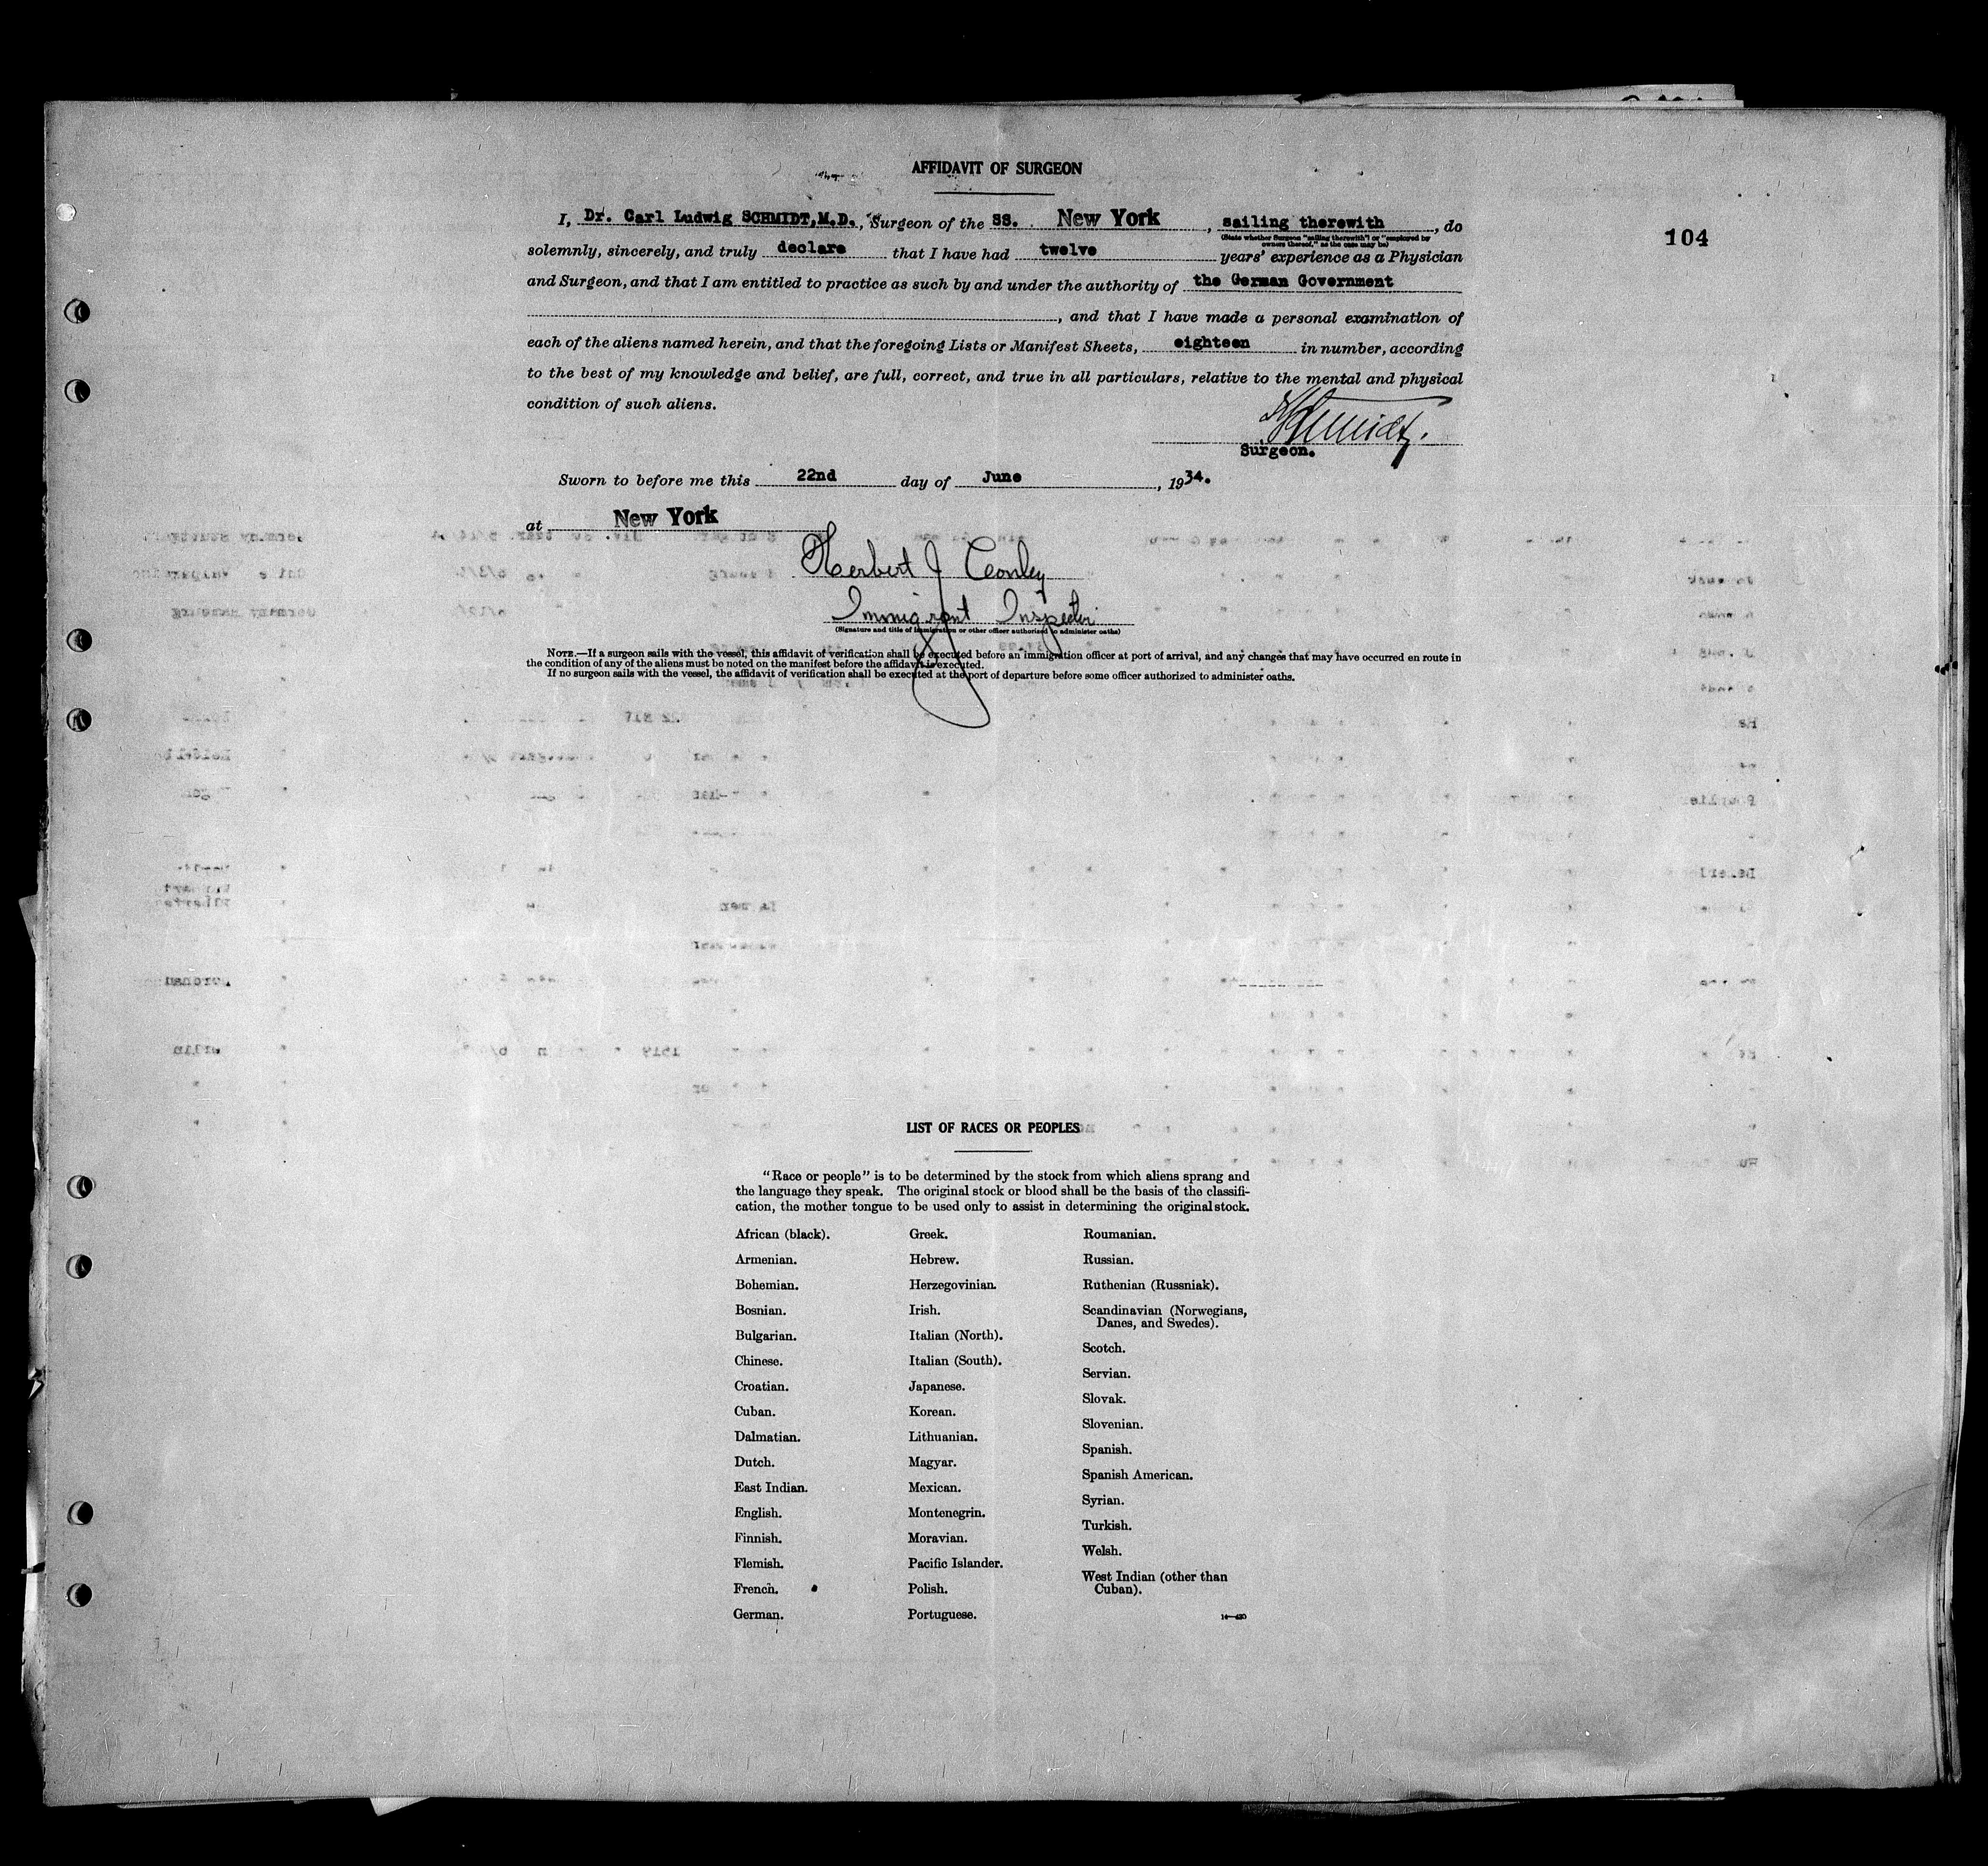 AFFIDAVIT OF SURGEON
I, Dr. Carl Ludwig SCHMIDT, M.D., Surgeon of the SS. New York, sailing therewith, do
(State whether Surgeon "sailing therewith" or "employed by
owners thereof," as the case may be)
104
solemnly, sincerely, and truly declare that I have had twelve years' experience as a Physician
and Surgeon, and that I am entitled to practice as such by and under the authority of the German Government
, and that I have made a personal examination of
each of the aliens named herein, and that the foregoing Lists or Manifest Sheets, eighteen in number, according
to the best of my knowledge and belief, are full, correct, and true in all particulars, relative to the mental and physical
condition of such aliens.
Schmidt.
Surgeon.
Sworn to before me this 22nd day of June, 1934.
at New York
Herbert J Conley
Immigrant Inspector
(Signature and title of immigration or other officer authorized to administer oaths)
NOTE.—If a surgeon sails with the vessel, this affidavit of verification shall be executed before an immigration officer at port of arrival, and any changes that may have occurred en route in
the condition of any of the aliens must be noted on the manifest before the affidavit is executed.
If no surgeon sails with the vessel, the affidavit of verification shall be executed at the port of departure before some officer authorized to administer oaths.
LIST OF RACES OR PEOPLES
"Race or people" is to be determined by the stock from which aliens sprang and
the language they speak. The original stock or blood shall be the basis of the classifi-
cation, the mother tongue to be used only to assist in determining the original stock.
African (black).
Armenian.
Bohemian.
Bosnian.
Bulgarian.
Chinese.
Croatian.
Cuban.
Dalmatian.
Dutch.
East Indian.
English.
Finnish.
Flemish.
French.
German.
Greek.
Hebrew.
Herzegovinian.
Irish.
Italian (North).
Italian (South).
Japanese.
Korean.
Lithuanian.
Magyar.
Mexican.
Montenegrin.
Moravian.
Pacific Islander.
Polish.
Portuguese.
Roumanian.
Russian.
Ruthenian (Russniak).
Scandinavian (Norwegians,
Danes, and Swedes).
Scotch.
Servian.
Slovak.
Slovenian.
Spanish.
Spanish American.
Syrian.
Turkish.
Welsh.
West Indian (other than
Cuban).